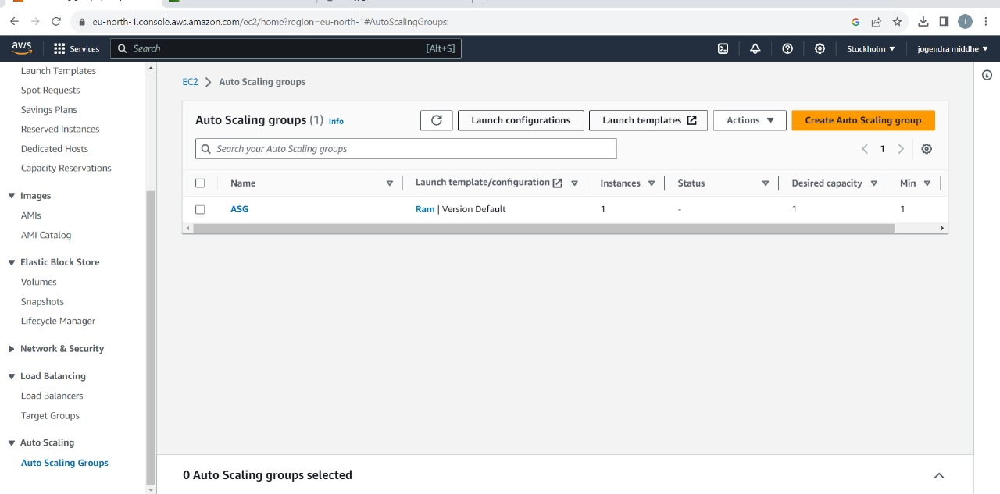 eu-north-1.console.aws.amazon.com/ec2/home?region=eu-north-1#AutoScalingGroups:
t
aws
Services
Search [Alt+S]
Stockholm
jogendra middhe
Launch Templates
Spot Requests
Savings Plans
Reserved Instances
Dedicated Hosts
Capacity Reservations
Images
AMIs
AMI Catalog
Elastic Block Store
Volumes
Snapshots
Lifecycle Manager
Network & Security
Load Balancing
Load Balancers
Target Groups
Auto Scaling
Auto Scaling Groups
EC2 > Auto Scaling groups
Auto Scaling groups (1) Info
Launch configurations
Launch templates
Actions
Create Auto Scaling group
Search your Auto Scaling groups
1
Name Launch template/configuration Instances Status Desired capacity Min
ASG Ram | Version Default 1 - 1 1
0 Auto Scaling groups selected